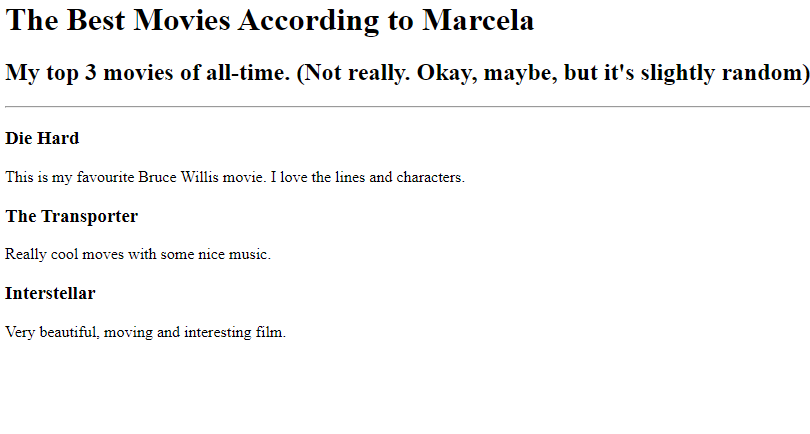 The Best Movies According to Marcela
My top 3 movies of all-time. (Not really. Okay, maybe, but it's slightly random)
Die Hard
This is my favourite Bruce Willis movie. I love the lines and characters.
The Transporter
Really cool moves with some nice music.
Interstellar
Very beautiful, moving and interesting film.